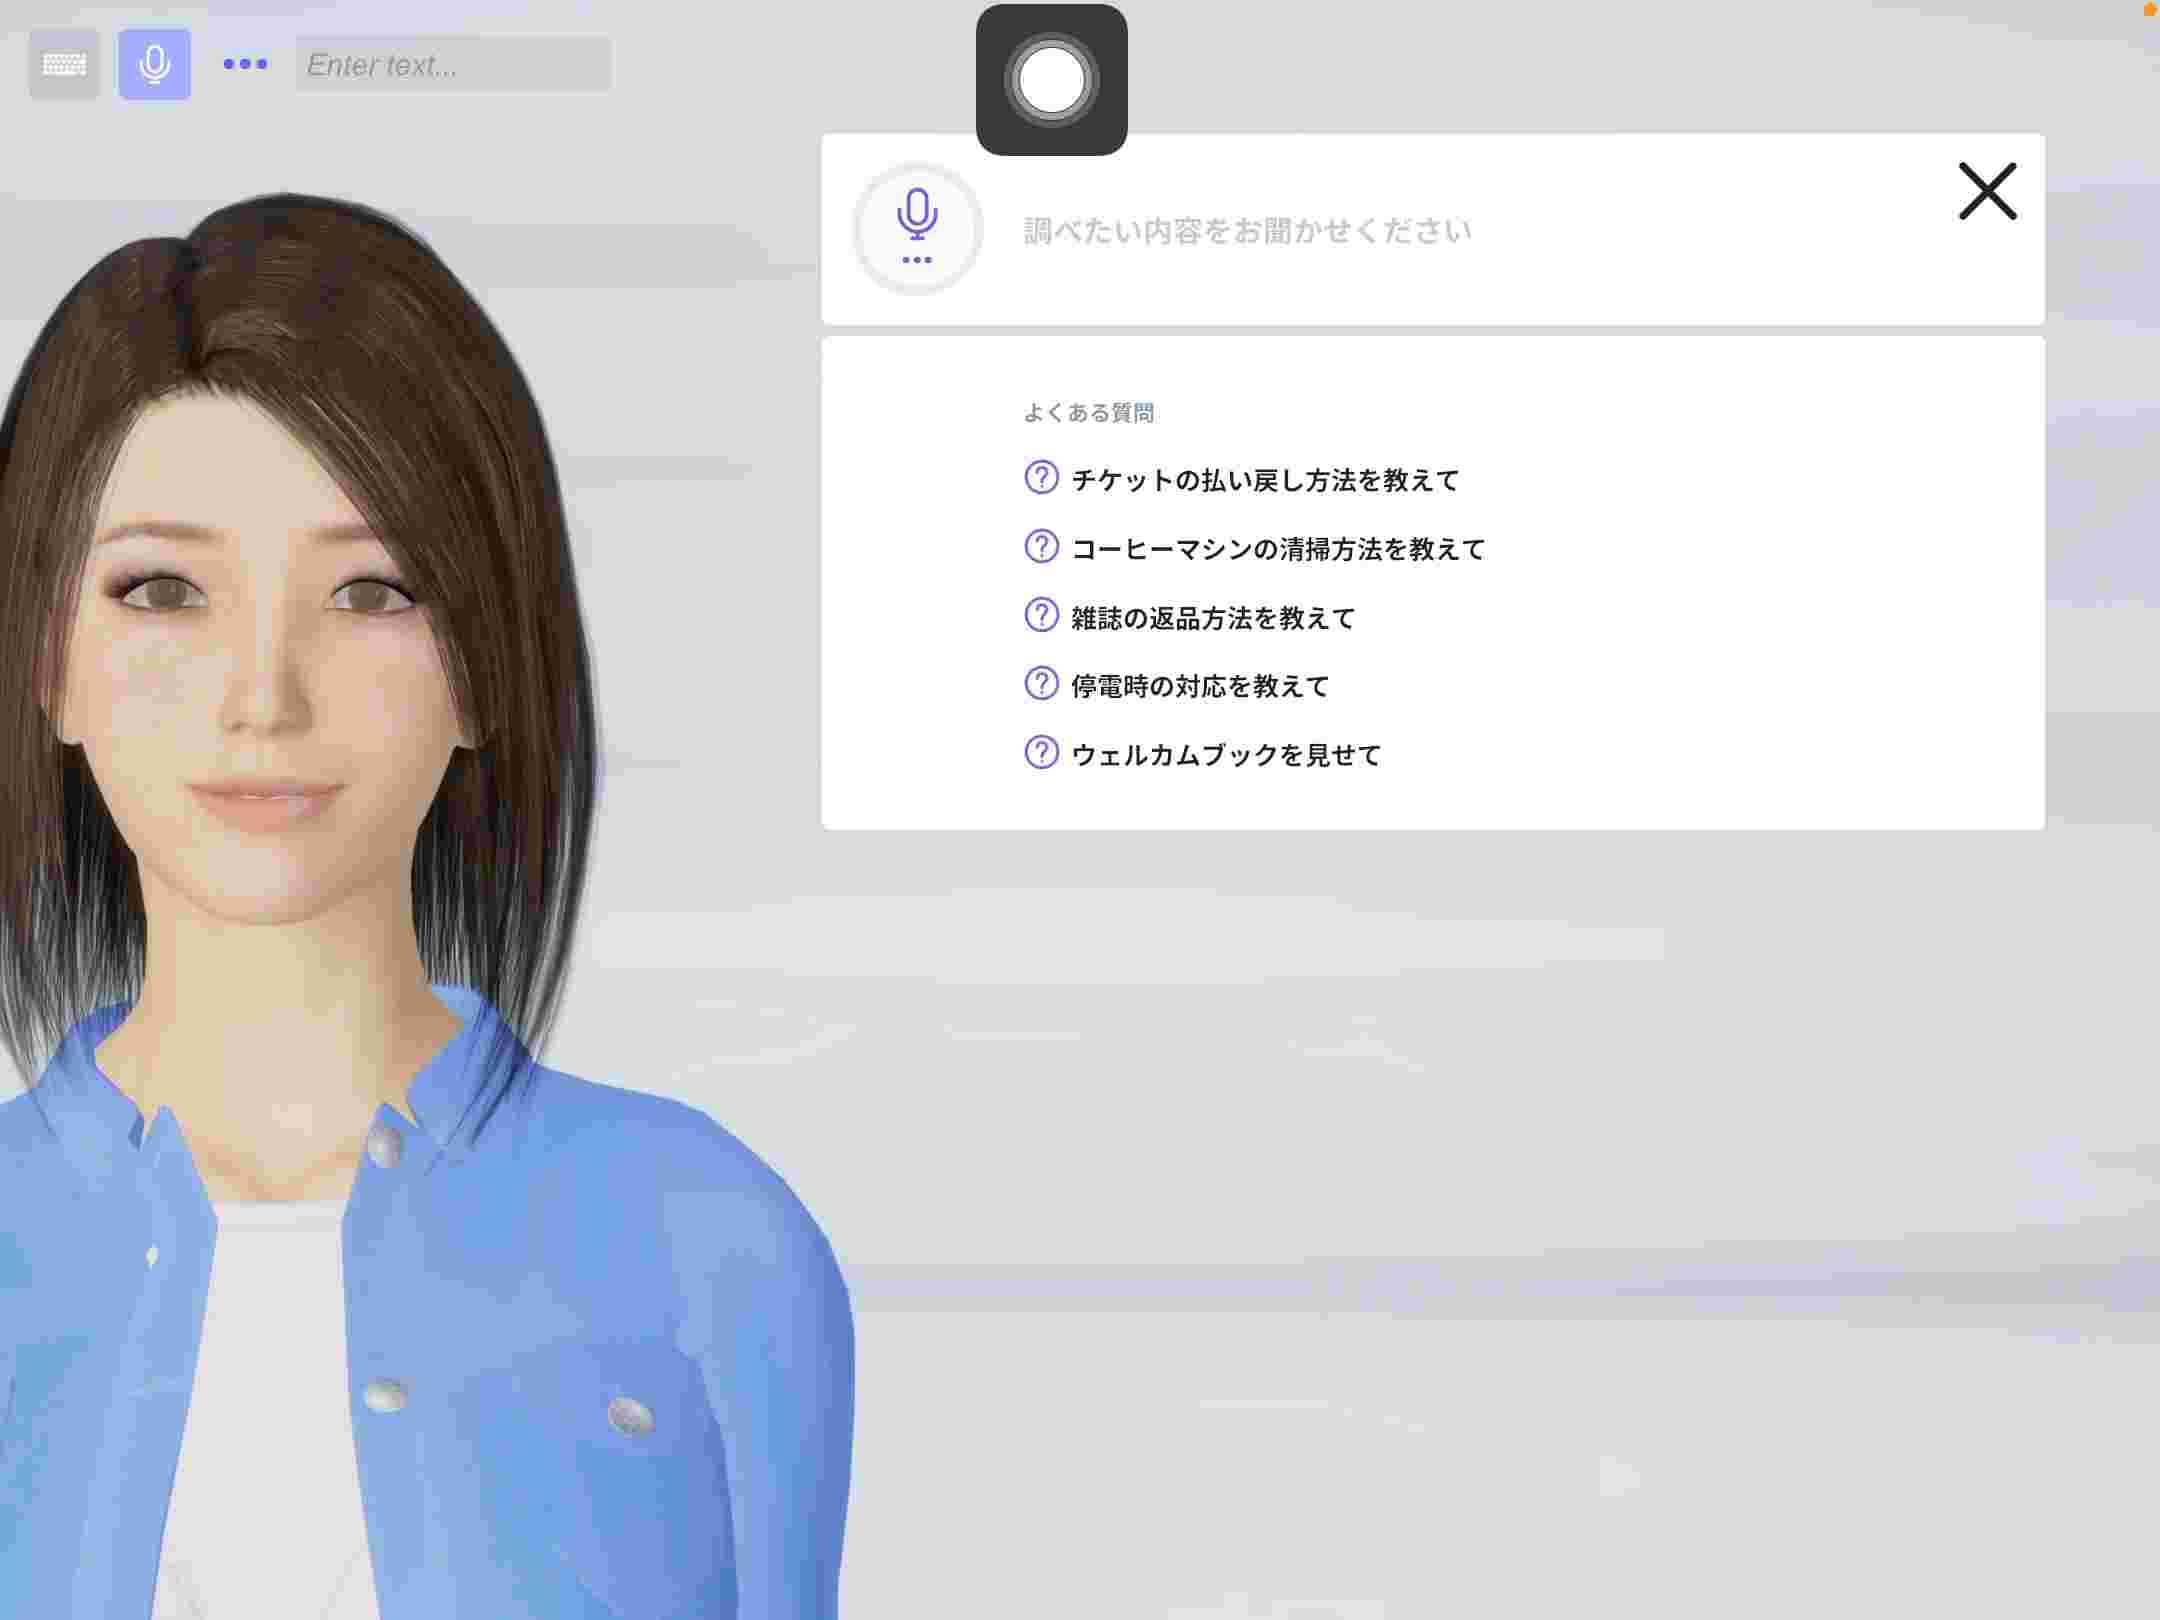 Enter text...
調べたい内容をお聞かせください
よくある質問
チケットの払い戻し方法を教えて
コーヒーマシンの清掃方法を教えて
雑誌の返品方法を教えて
停電時の対応を教えて
ウェルカムブックを見せて